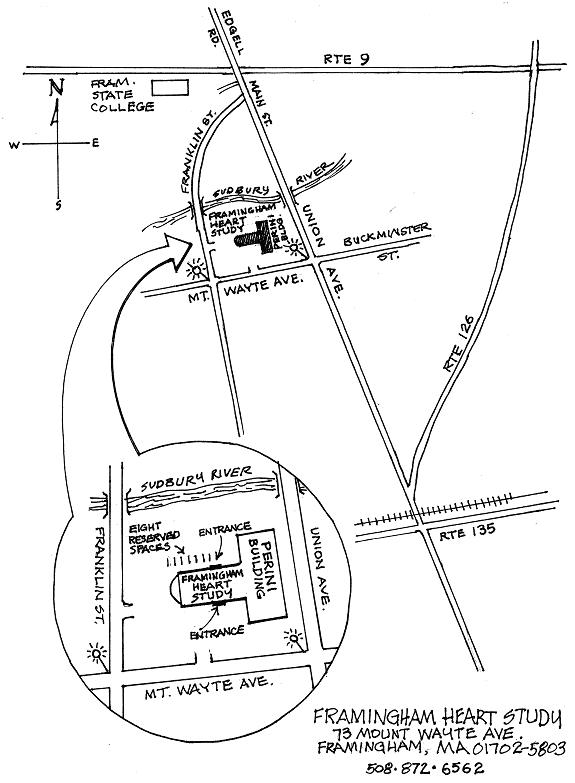 EDGELL
RD.
RTE 9
N
FRAM.
STATE
COLLEGE
MAIN ST.
FRANKLIN ST.
W
E
S
SUDBURY
RIVER
FRAMINGHAM
HEART
STUDY
PERINI
BLDG
UNION
AVE.
BUCKMINSTER
ST.
MT. WAYTE AVE.
RTE 126
RTE 135
SUDBURY RIVER
EIGHT
RESERVED
SPACES
ENTRANCE
FRANKLIN ST.
FRAMINGHAM
HEART
STUDY
PERINI
BUILDING
UNION AVE.
ENTRANCE
MT. WAYTE AVE.
FRAMINGHAM HEART STUDY
73 MOUNT WAYTE AVE.
FRAMINGHAM, MA 01702-5803
508·872·6562